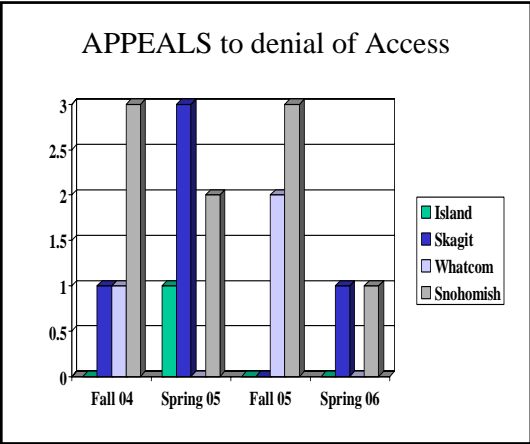 APPEALS to denial of Access
3
2.5
2
1.5
1
0.5
0
Fall 04 Spring 05 Fall 05 Spring 06
Island
Skagit
Whatcom
Snohomish